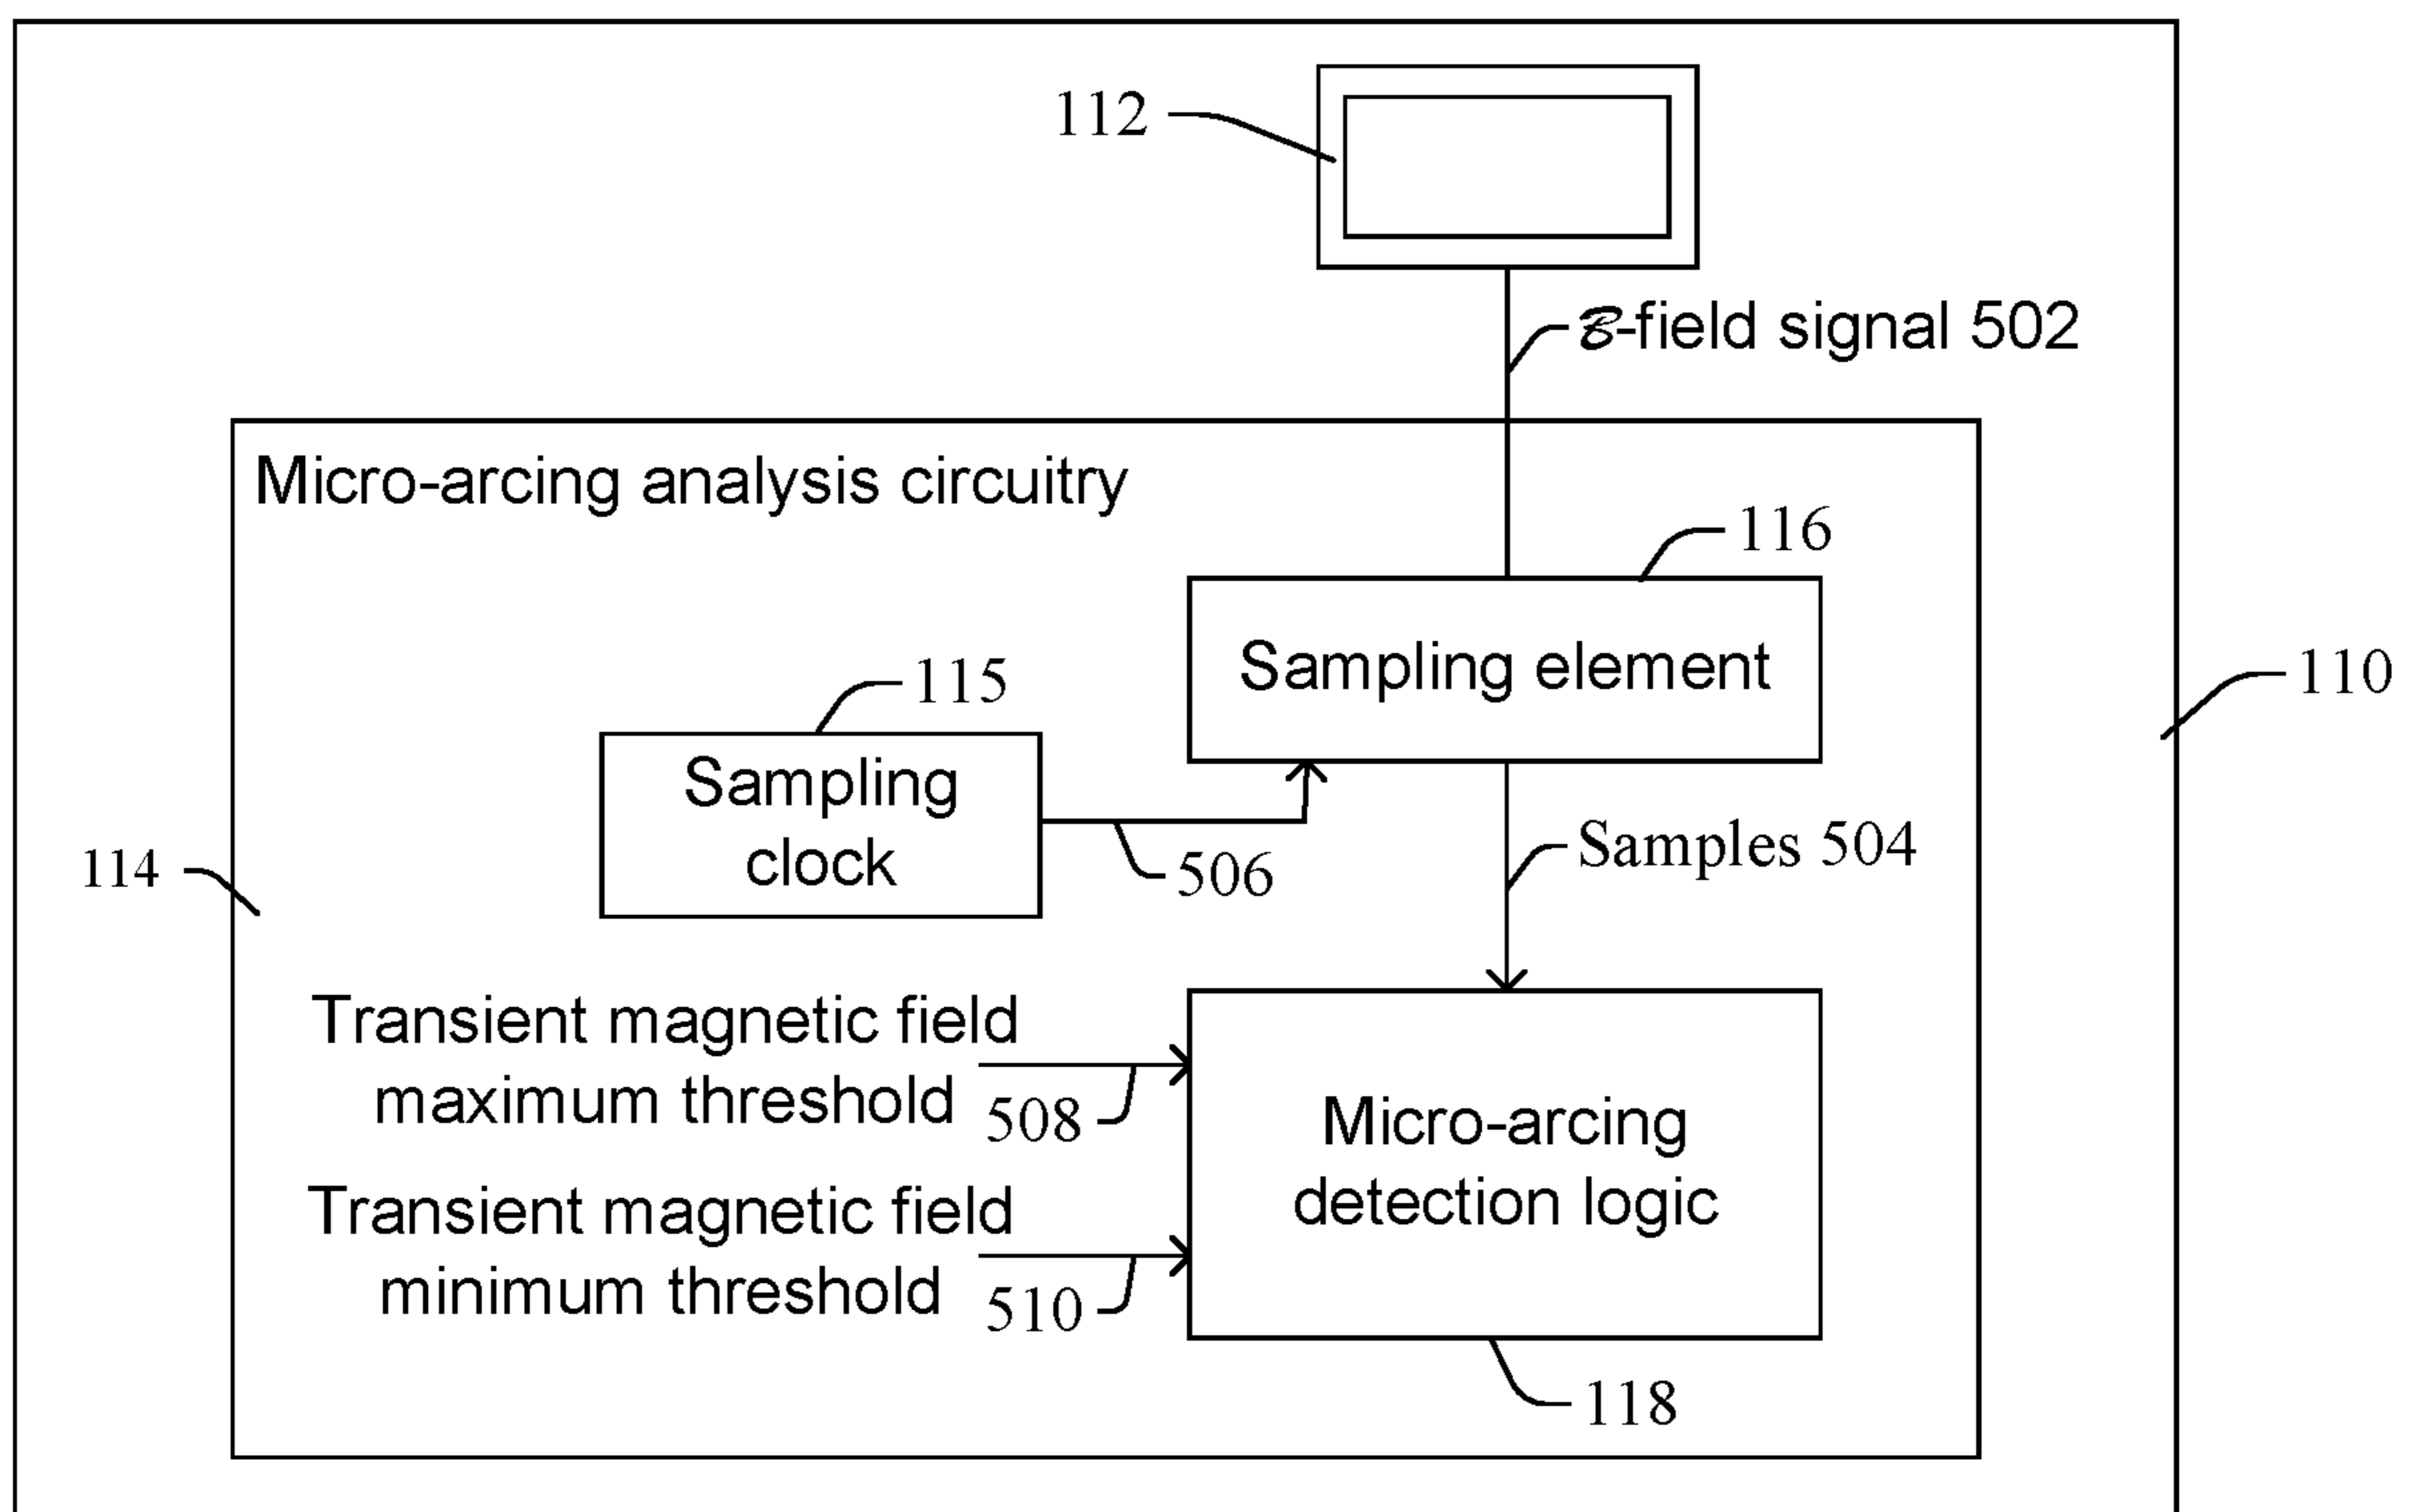 112
ℬ-field signal 502
Micro-arcing analysis circuitry
116
Sampling element
115
110
Sampling
clock
506
Samples 504
114
Transient magnetic field
maximum threshold
508
Micro-arcing
detection logic
Transient magnetic field
minimum threshold
510
118